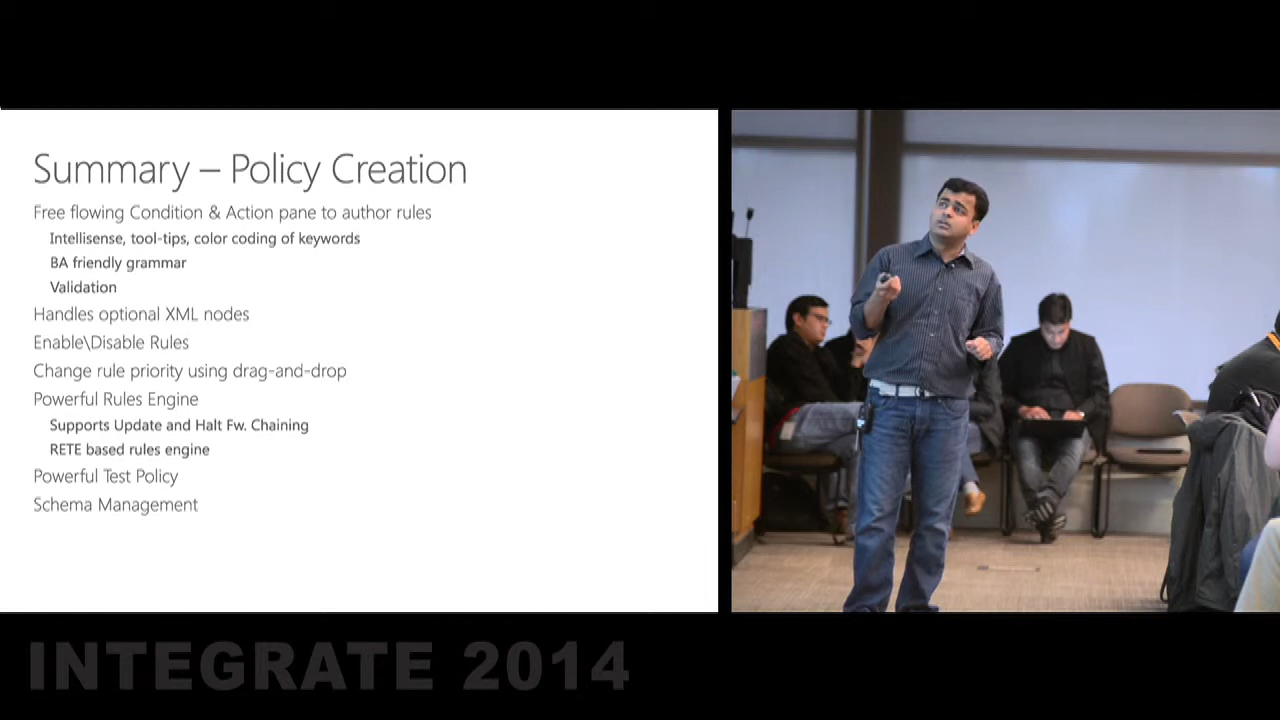 Summary – Policy Creation
Free flowing Condition & Action pane to author rules
Intellisense, tool-tips, color coding of keywords
BA friendly grammar
Validation
Handles optional XML nodes
Enable\Disable Rules
Change rule priority using drag-and-drop
Powerful Rules Engine
Supports Update and Halt Fw. Chaining
RETE based rules engine
Powerful Test Policy
Schema Management
INTEGRATE 2014